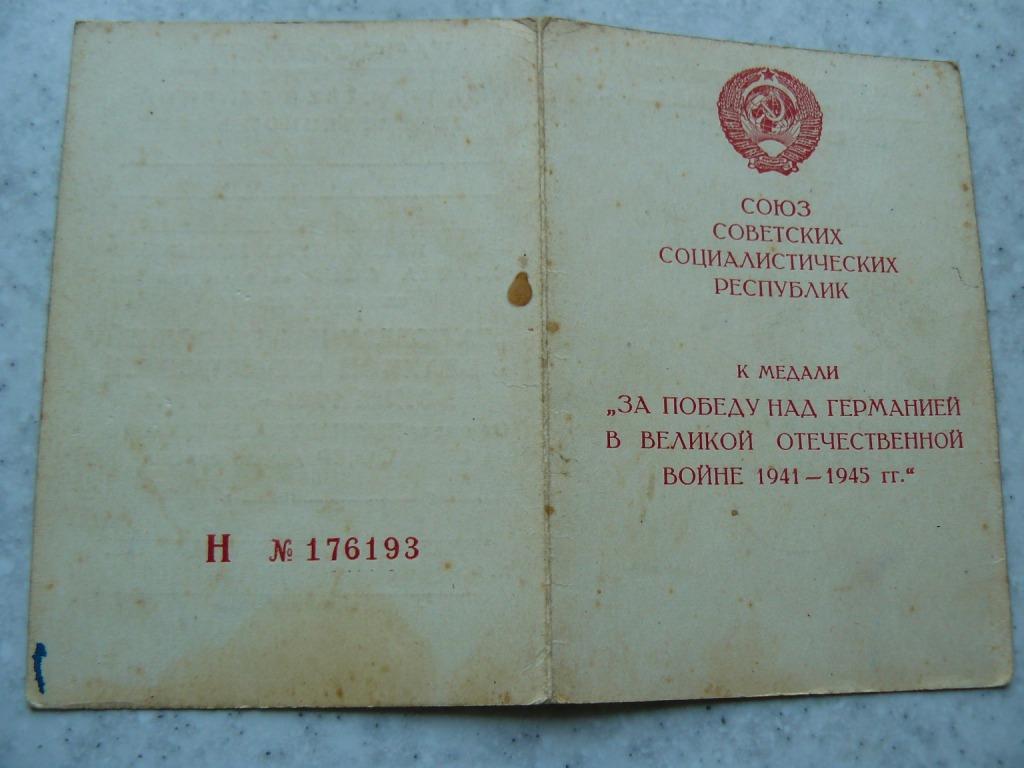 Н № 176193
СОЮЗ
СОВЕТСКИХ
СОЦИАЛИСТИЧЕСКИХ
РЕСПУБЛИК
К МЕДАЛИ
„ЗА ПОБЕДУ НАД ГЕРМАНИЕЙ
В ВЕЛИКОЙ ОТЕЧЕСТВЕННОЙ
ВОЙНЕ 1941—1945 гг.“